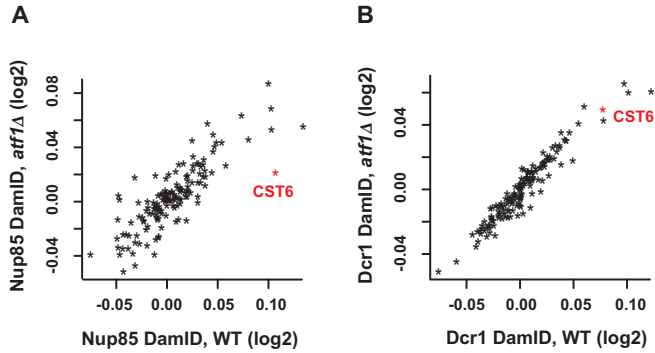 A
Nup85 DamID, atf1Δ (log2)
0.08
0.04
0.00
-0.04
CST6
-0.05
0.00
0.05
0.10
Nup85 DamID, WT (log2)
B
Dcr1 DamID, atf1Δ (log2)
0.04
0.00
-0.04
CST6
-0.05
0.00
0.05
0.10
Dcr1 DamID, WT (log2)